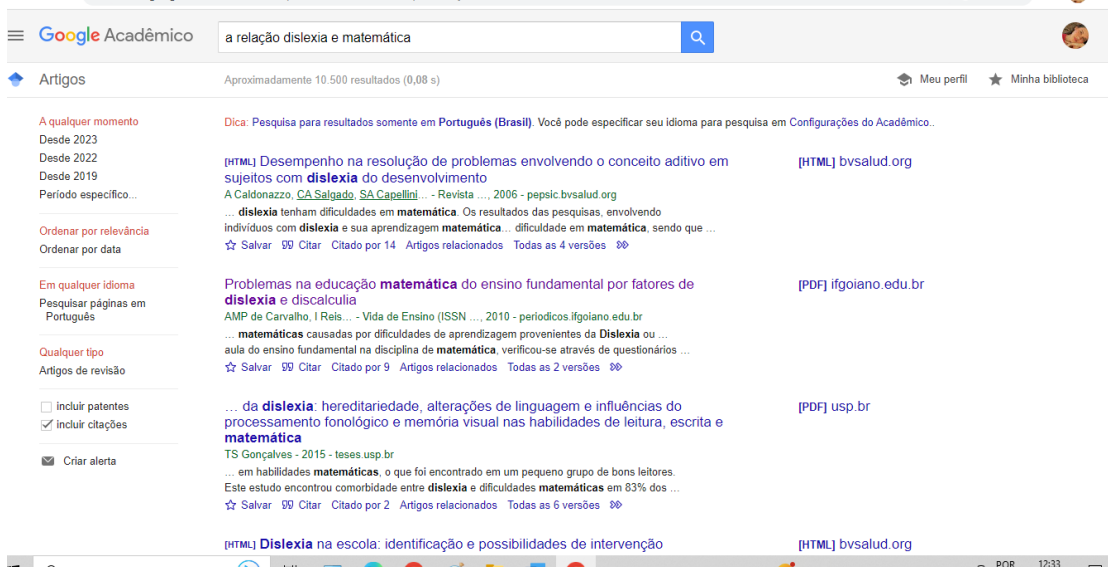 Google Acadêmico
a relação dislexia e matemática
Artigos
Aproximadamente 10.500 resultados (0,08 s)
Meu perfil
Minha biblioteca
A qualquer momento
Desde 2023
Desde 2022
Desde 2019
Período específico...
Ordenar por relevância
Ordenar por data
Em qualquer idioma
Pesquisar páginas em
Português
Qualquer tipo
Artigos de revisão
incluir patentes
incluir citações
Criar alerta
Dica: Pesquisa para resultados somente em Português (Brasil). Você pode especificar seu idioma para pesquisa em Configurações do Acadêmico..
[HTML] Desempenho na resolução de problemas envolvendo o conceito aditivo em
sujeitos com dislexia do desenvolvimento
A Caldonazzo, CA Salgado, SA Capellini… - Revista …, 2006 - pepsic.bvsalud.org
… dislexia tenham dificuldades em matemática. Os resultados das pesquisas, envolvendo
indivíduos com dislexia e sua aprendizagem matemática… dificuldade em matemática, sendo que …
Salvar Citar Citado por 14 Artigos relacionados Todas as 4 versões
[HTML] bvsalud.org
Problemas na educação matemática do ensino fundamental por fatores de
dislexia e discalculia
AMP de Carvalho, I Reis… - Vida de Ensino (ISSN …, 2010 - periodicos.ifgoiano.edu.br
… matemáticas causadas por dificuldades de aprendizagem provenientes da Dislexia ou …
aula do ensino fundamental na disciplina de matemática, verificou-se através de questionários …
Salvar Citar Citado por 9 Artigos relacionados Todas as 2 versões
[PDF] ifgoiano.edu.br
… da dislexia: hereditariedade, alterações de linguagem e influências do
processamento fonológico e memória visual nas habilidades de leitura, escrita e
matemática
TS Gonçalves - 2015 - teses.usp.br
… em habilidades matemáticas, o que foi encontrado em um pequeno grupo de bons leitores.
Este estudo encontrou comorbidade entre dislexia e dificuldades matemáticas em 83% dos …
Salvar Citar Citado por 2 Artigos relacionados Todas as 6 versões
[PDF] usp.br
[HTML] Dislexia na escola: identificação e possibilidades de intervenção
[HTML] bvsalud.org
POR
12:33